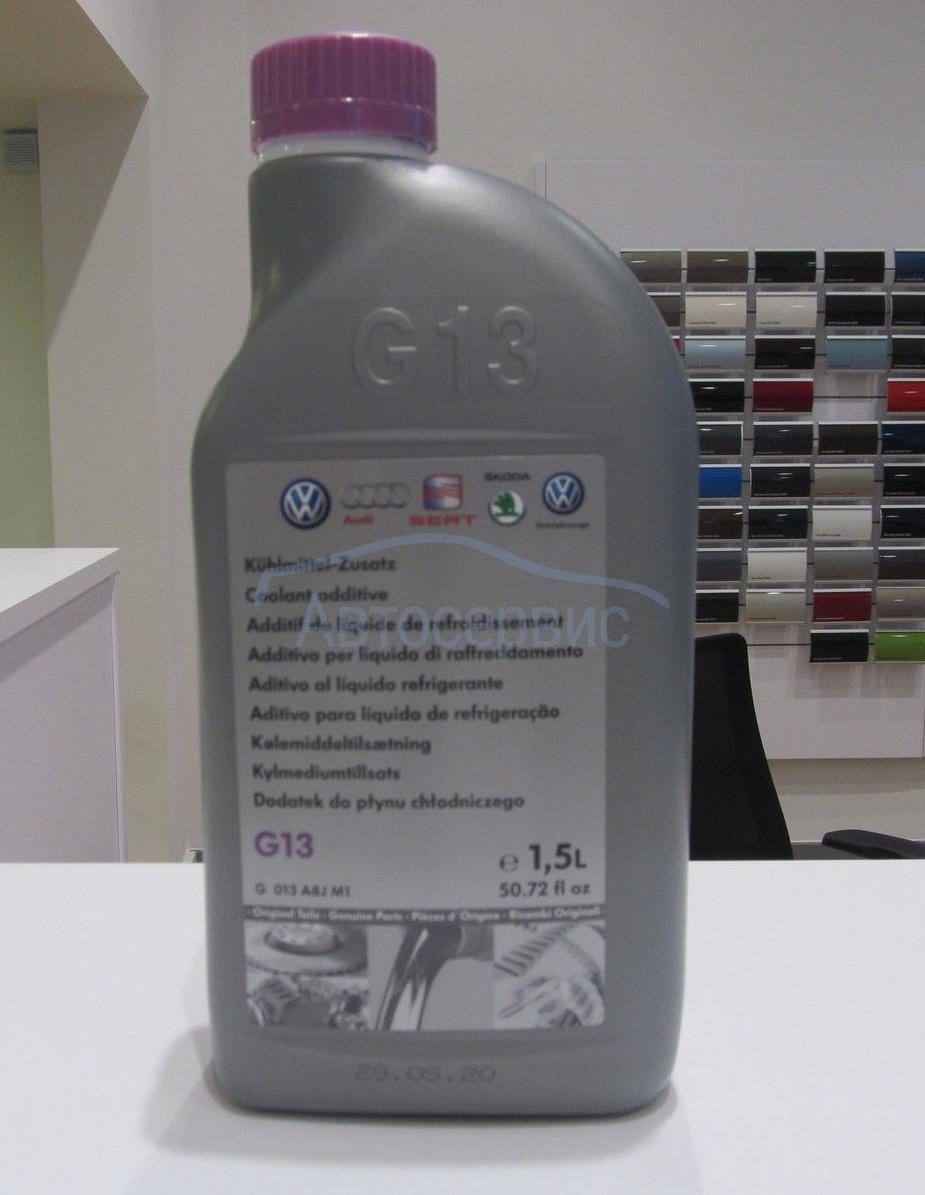 G13
Audi
SEAT
ŠKODA
Nutzfahrzeuge
Kühlmittel-Zusatz
Coolant additive
Additif de liquide de refroidissement
Автосервис
Additivo per liquido di raffreddamento
Aditivo al líquido refrigerante
Aditivo para líquido de refrigeração
Kølemiddeltilsætning
Kylmediumtillsats
Dodatek do płynu chłodniczego
G13
e 1,5L
G 013 A8J M1
50.72 fl oz
Original Teile · Genuine Parts · Pièces d'Origine · Ricambi Originali
29.05.20